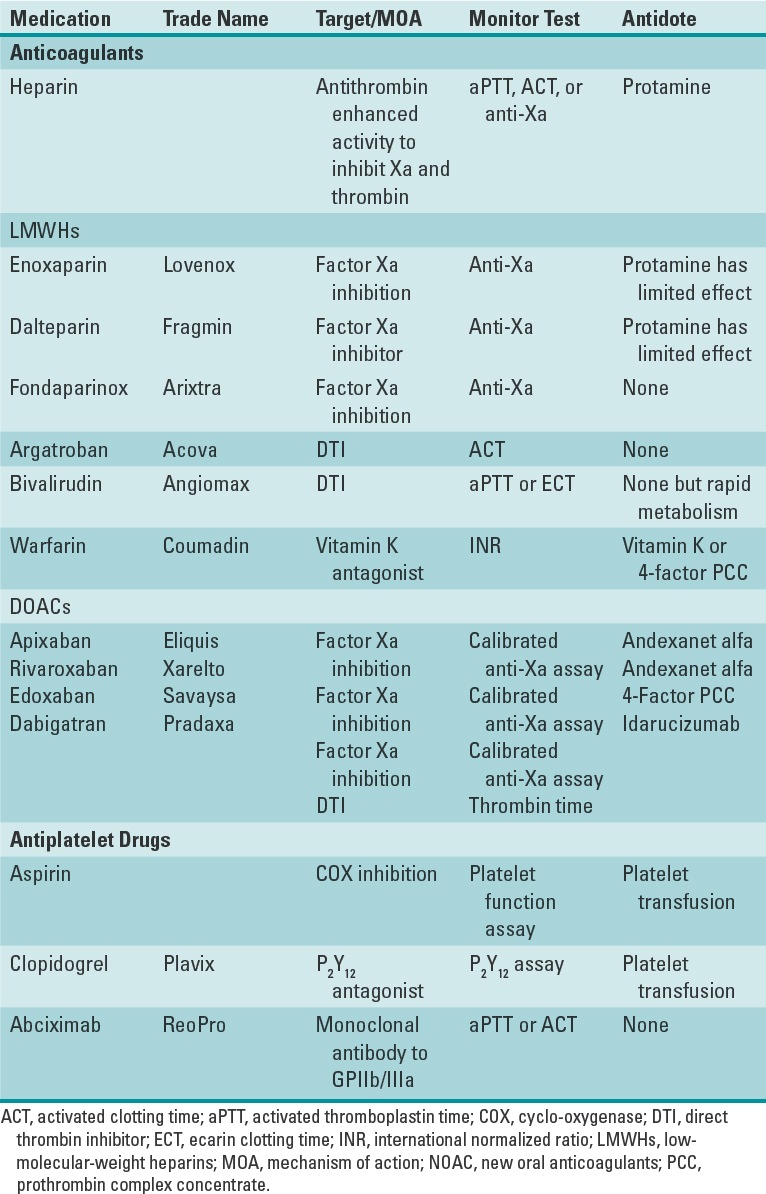 Medication Trade Name Target/MOA Monitor Test Antidote
Anticoagulants
Heparin Antithrombin aPTT, ACT, or Protamine
enhanced anti-Xa
activity to
inhibit Xa and
thrombin
LMWHs
Enoxaparin Lovenox Factor Xa Anti-Xa Protamine has
inhibition limited effect
Dalteparin Fragmin Factor Xa Anti-Xa Protamine has
inhibitor limited effect
Fondaparinox Arixtra Factor Xa Anti-Xa None
inhibition
Argatroban Acova DTI ACT None
Bivalirudin Angiomax DTI aPTT or ECT None but rapid
metabolism
Warfarin Coumadin Vitamin K INR Vitamin K or
antagonist 4-factor PCC
DOACs
Apixaban Eliquis Factor Xa Calibrated Andexanet alfa
Rivaroxaban Xarelto inhibition anti-Xa assay Andexanet alfa
Edoxaban Savaysa Factor Xa Calibrated 4-Factor PCC
Dabigatran Pradaxa inhibition anti-Xa assay Idarucizumab
Factor Xa Calibrated
inhibition anti-Xa assay
DTI Thrombin time
Antiplatelet Drugs
Aspirin COX inhibition Platelet Platelet
function transfusion
assay
Clopidogrel Plavix P2Y12 P2Y12 assay Platelet
antagonist transfusion
Abciximab ReoPro Monoclonal aPTT or ACT None
antibody to
GPIIb/IIIa
ACT, activated clotting time; aPTT, activated thromboplastin time; COX, cyclo-oxygenase; DTI, direct
thrombin inhibitor; ECT, ecarin clotting time; INR, international normalized ratio; LMWHs, low-
molecular-weight heparins; MOA, mechanism of action; NOAC, new oral anticoagulants; PCC,
prothrombin complex concentrate.